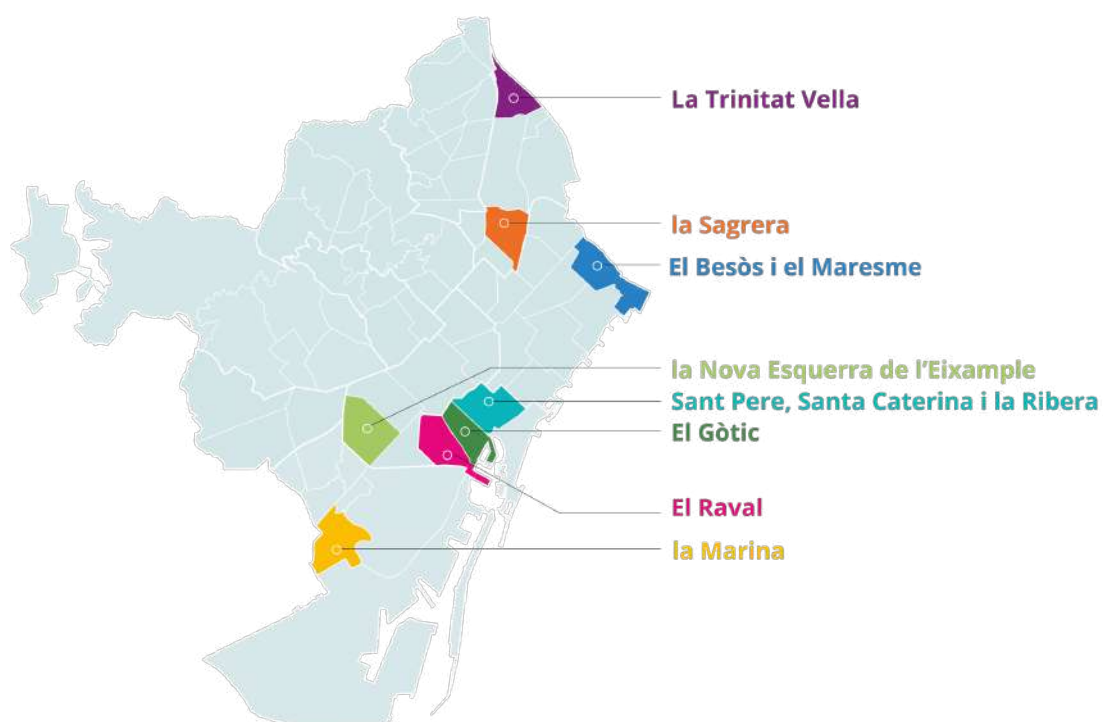 La Trinitat Vella
la Sagrera
El Besòs i el Maresme
la Nova Esquerra de l’Eixample
Sant Pere, Santa Caterina i la Ribera
El Gòtic
El Raval
la Marina